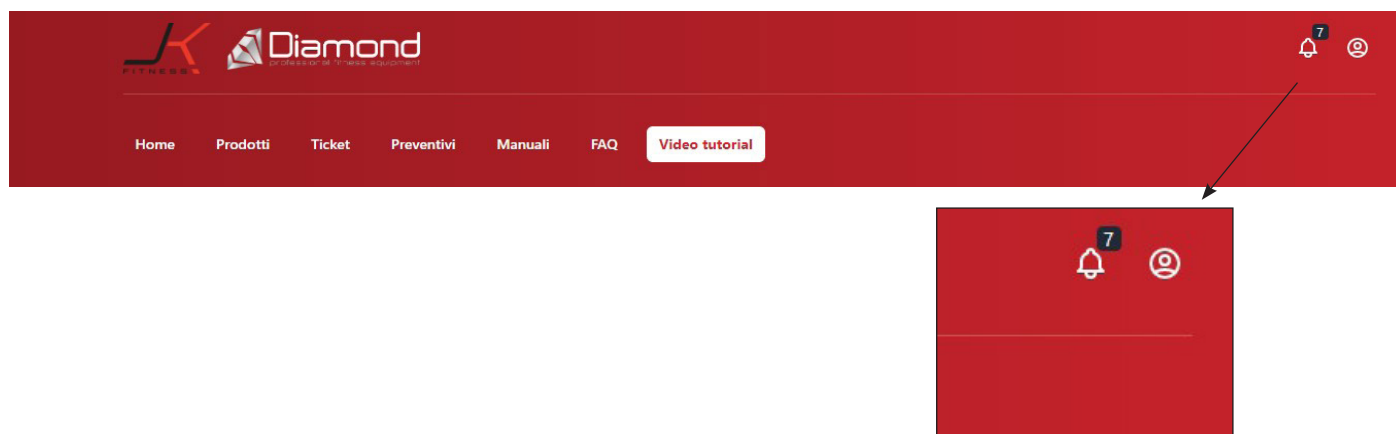 JK
FITNESS
Diamond
professional fitness equipment
7
Home Prodotti Ticket Preventivi Manuali FAQ Video tutorial
7